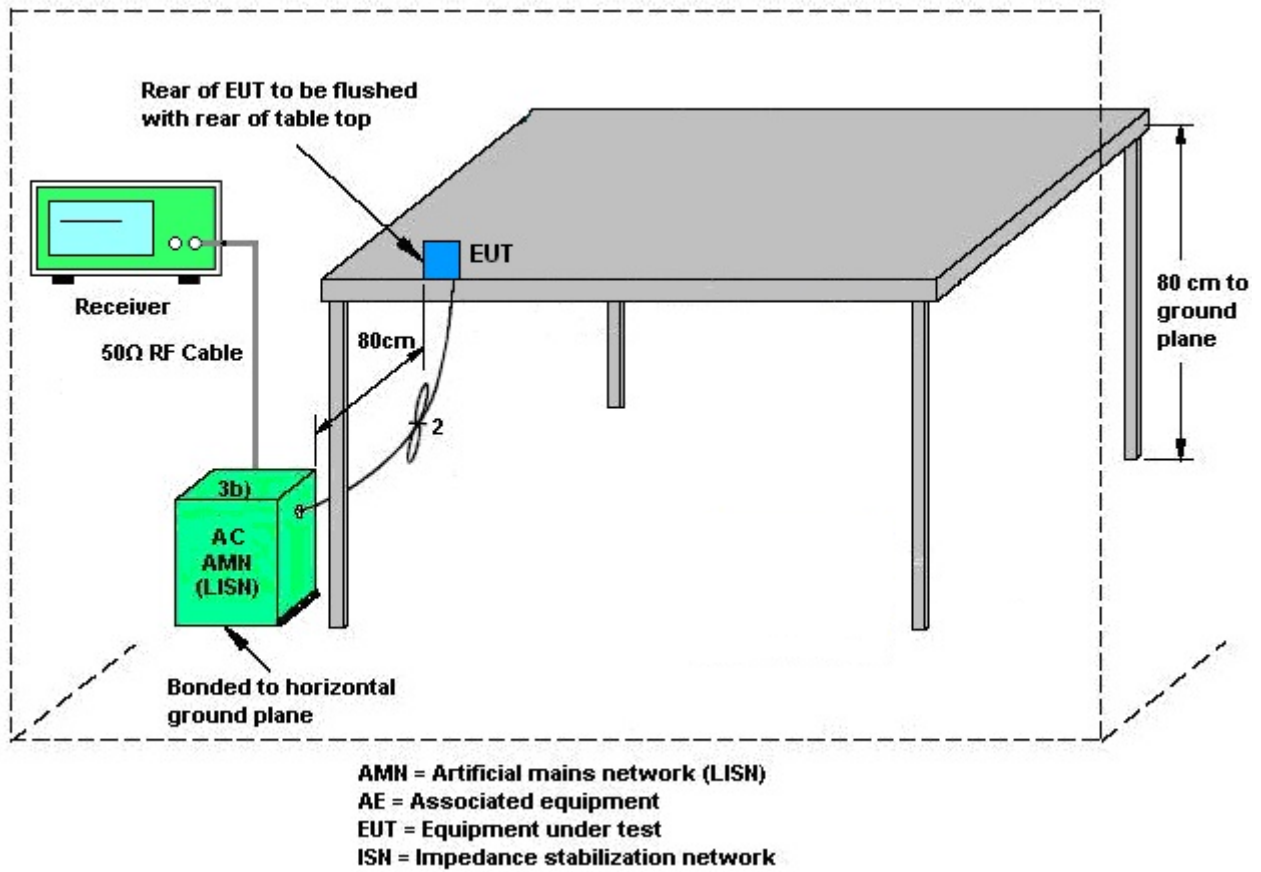 Rear of EUT to be flushed
with rear of table top
EUT
Receiver
80cm
80 cm to
ground
plane
50Ω RF Cable
2
3b)
AC
AMN
(LISN)
Bonded to horizontal
ground plane
AMN = Artificial mains network (LISN)
AE = Associated equipment
EUT = Equipment under test
ISN = Impedance stabilization network